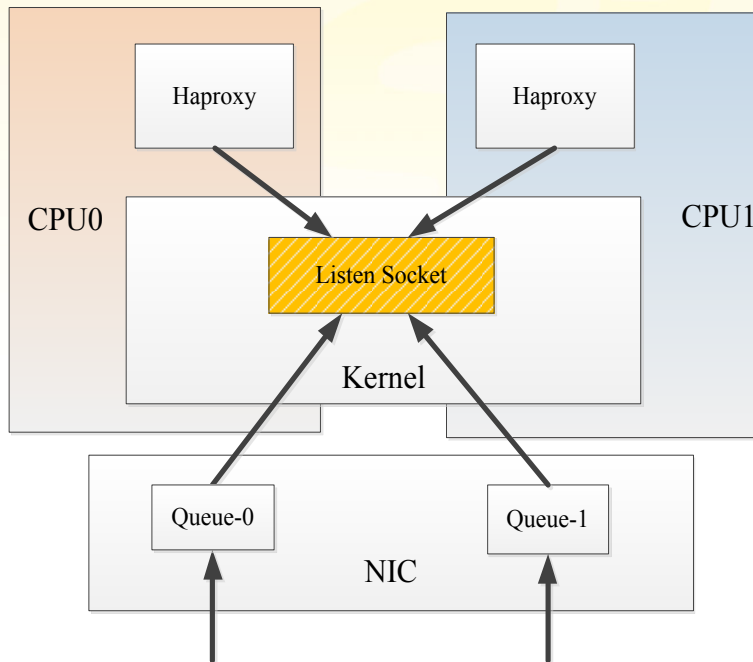 Haproxy
Haproxy
CPU0
CPU1
Listen Socket
Kernel
Queue-0
Queue-1
NIC